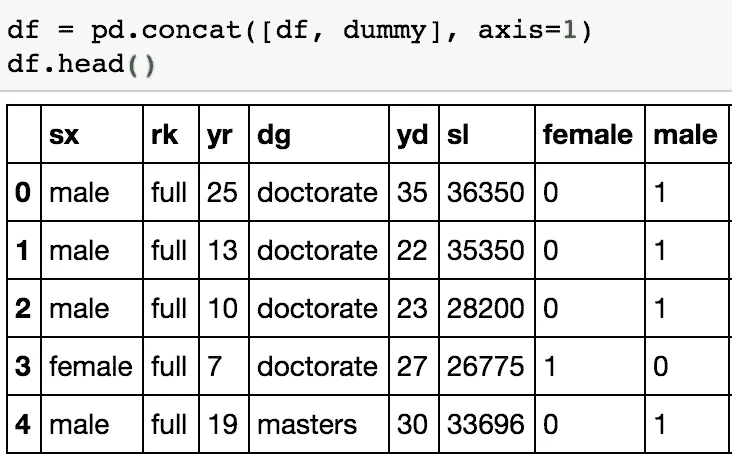 df = pd.concat([df, dummy], axis=1)
df.head()
sx rk yr dg yd sl female male
0 male full 25 doctorate 35 36350 0 1
1 male full 13 doctorate 22 35350 0 1
2 male full 10 doctorate 23 28200 0 1
3 female full 7 doctorate 27 26775 1 0
4 male full 19 masters 30 33696 0 1